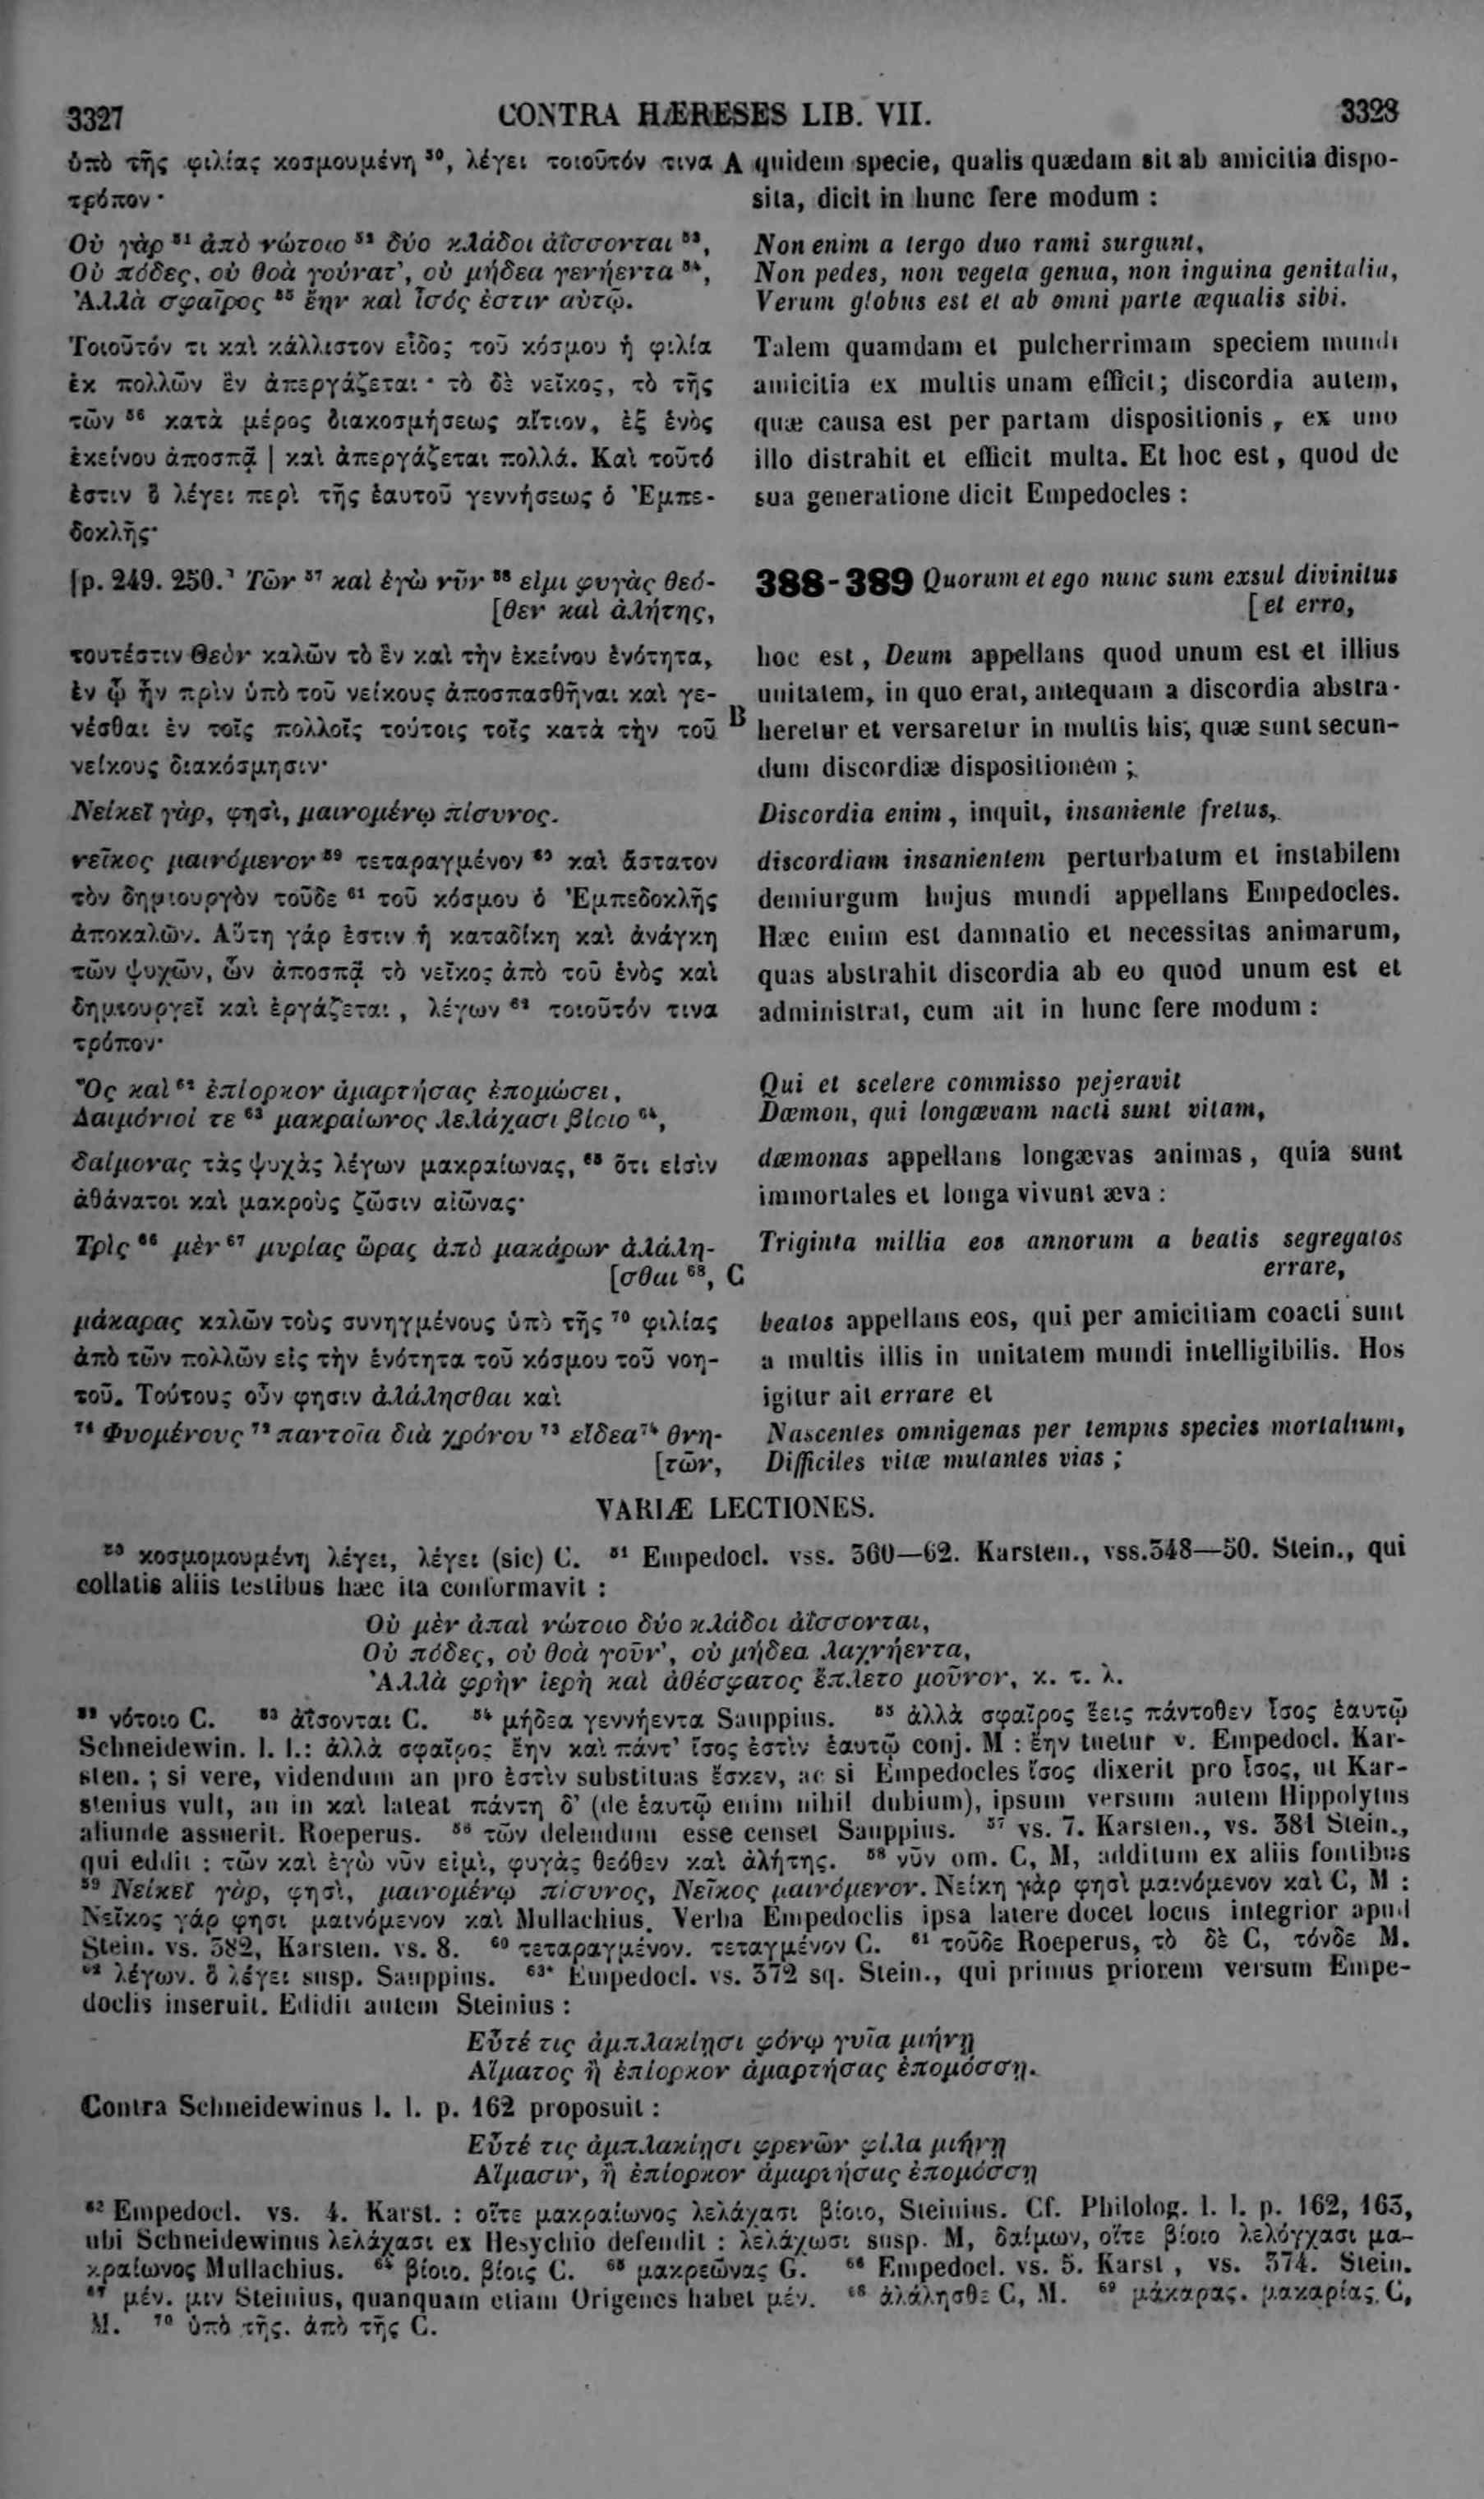 3327
CONTRA HÆRESES LIB. VII.
3328
ὑπὸ τῆς φιλίας κοσμουμένη ⁵⁰, λέγει τοιοῦτόν τινα
τρόπον·
Οὐ γὰρ ⁵¹ ἀπὸ νώτοιο ⁵² δύο κλάδοι ἀΐσσονται ⁵³,
Οὐ πόδες, οὐ θοὰ γούνατ', οὐ μήδεα γενήεντα ⁵⁴,
Ἀλλὰ σφαῖρος ⁵⁵ ἔην καὶ ἶσός ἐστιν αὐτῷ.
Τοιοῦτόν τι καὶ κάλλιστον εἶδος τοῦ κόσμου ἡ φιλία
ἐκ πολλῶν ἓν ἀπεργάζεται· τὸ δὲ νεῖκος, τὸ τῆς
τῶν ⁵⁶ κατὰ μέρος διακοσμήσεως αἴτιον, ἐξ ἑνὸς
ἐκείνου ἀποσπᾷ | καὶ ἀπεργάζεται πολλά. Καὶ τοῦτό
ἐστιν ὃ λέγει περὶ τῆς ἑαυτοῦ γεννήσεως ὁ Ἐμπε-
δοκλῆς·
[p. 249. 250.] Τῶν ⁵⁷ καὶ ἐγὼ νῦν ⁵⁸ εἰμι φυγὰς θεό-
[θεν καὶ ἀλήτης,
τουτέστιν Θεὸν καλῶν τὸ ἓν καὶ τὴν ἐκείνου ἑνότητα,
ἐν ᾧ ἦν πρὶν ὑπὸ τοῦ νείκους ἀποσπασθῆναι καὶ γε-
νέσθαι ἐν τοῖς πολλοῖς τούτοις τοῖς κατὰ τὴν τοῦ
νείκους διακόσμησιν·
Νείκεϊ γὰρ, φησὶ, μαινομένῳ πίσυνος.
νεῖκος μαινόμενον ⁵⁹ τεταραγμένον ⁶⁰ καὶ ἄστατον
τὸν δημιουργὸν τοῦδε ⁶¹ τοῦ κόσμου ὁ Ἐμπεδοκλῆς
ἀποκαλῶν. Αὕτη γάρ ἐστιν ἡ καταδίκη καὶ ἀνάγκη
τῶν ψυχῶν, ὧν ἀποσπᾷ τὸ νεῖκος ἀπὸ τοῦ ἑνὸς καὶ
δημιουργεῖ καὶ ἐργάζεται, λέγων ⁶² τοιοῦτόν τινα
τρόπον·
Ὃς καὶ ⁶² ἐπίορκον ἁμαρτήσας ἐπομώσει,
Δαιμόνιοί τε ⁶³ μακραίωνος λελάχασι βίοιο ⁶⁴,
δαίμονας τὰς ψυχὰς λέγων μακραίωνας, ⁶⁵ ὅτι εἰσὶν
ἀθάνατοι καὶ μακροὺς ζῶσιν αἰῶνας·
Τρὶς ⁶⁶ μὲν ⁶⁷ μυρίας ὥρας ἀπὸ μακάρων ἀλάλη-
[σθαι ⁶⁸,
μάκαρας καλῶν τοὺς συνηγμένους ὑπὸ τῆς ⁷⁰ φιλίας
ἀπὸ τῶν πολλῶν εἰς τὴν ἑνότητα τοῦ κόσμου τοῦ νοη-
τοῦ. Τούτους οὖν φησιν ἀλάλησθαι καὶ
⁷¹ Φυομένους ⁷² παντοῖα διὰ χρόνου ⁷³ εἴδεα ⁷⁴ θνη-
[τῶν,
A
B
C
quidem specie, qualis quædam sit ab amicitia dispo-
sita, dicit in hunc fere modum :
Non enim a tergo duo rami surgunt,
Non pedes, non vegeta genua, non inguina genitalia,
Verum globus est et ab omni parte æqualis sibi.
Talem quamdam et pulcherrimam speciem mundi
amicitia ex multis unam efficit; discordia autem,
quæ causa est per partam dispositionis, ex uno
illo distrahit et efficit multa. Et hoc est, quod de
sua generatione dicit Empedocles :
388-389 Quorum et ego nunc sum exsul divinitus
[et erro,
hoc est, Deum appellans quod unum est et illius
unitatem, in quo erat, antequam a discordia abstra-
heretur et versaretur in multis his, quæ sunt secun-
dum discordiæ dispositionem ;
Discordia enim, inquit, insaniente fretus,
discordiam insanientem perturbatum et instabilem
demiurgum hujus mundi appellans Empedocles.
Hæc enim est damnatio et necessitas animarum,
quas abstrahit discordia ab eo quod unum est et
administrat, cum ait in hunc fere modum :
Qui et scelere commisso pejeravit
Dæmon, qui longævam nacti sunt vitam,
dæmonas appellans longævas animas, quia sunt
immortales et longa vivunt æva :
Triginta millia eos annorum a beatis segregatos
errare,
beatos appellans eos, qui per amicitiam coacti sunt
a multis illis in unitatem mundi intelligibilis. Hos
igitur ait errare et
Nascentes omnigenas per tempus species mortalium,
Difficiles vitæ mutantes vias ;
VARIÆ LECTIONES.
⁵⁰ κοσμομουμένη λέγει, λέγει (sic) C. ⁵¹ Empedocl. vss. 360—62. Karsten., vss. 348—50. Stein., qui
collatis aliis testibus hæc ita conformavit :
Οὐ μὲν ἀπαὶ νώτοιο δύο κλάδοι ἀΐσσονται,
Οὐ πόδες, οὐ θοὰ γοῦν', οὐ μήδεα λαχνήεντα,
Ἀλλὰ φρὴν ἱερὴ καὶ ἀθέσφατος ἔπλετο μοῦνον, κ. τ. λ.
⁵² νότοιο C. ⁵³ ἀΐσονται C. ⁵⁴ μήδεα γεννήεντα Sauppius. ⁵⁵ ἀλλὰ σφαῖρος ἔεις πάντοθεν ἶσος ἑαυτῷ
Schneidewin. l. l.: ἀλλὰ σφαῖρος ἔην καὶ πάντ' ἴσος ἐστὶν ἑαυτῷ conj. M : ἔην tuetur v. Empedocl. Kar-
sten. ; si vere, videndum an pro ἐστὶν substituas ἔσκεν, ac si Empedocles ἴσος dixerit pro ἶσος, ut Kar-
stenius vult, an in καὶ lateat πάντη δ' (de ἑαυτῷ enim nihil dubium), ipsum versum autem Hippolytus
aliunde assuerit. Roeperus. ⁵⁶ τῶν delendum esse censet Sauppius. ⁵⁷ vs. 7. Karsten., vs. 381 Stein.,
qui edidit : τῶν καὶ ἐγὼ νῦν εἰμὶ, φυγὰς θεόθεν καὶ ἀλήτης. ⁵⁸ νῦν om. C, M, additum ex aliis fontibus
⁵⁹ Νείκεϊ γὰρ, φησὶ, μαινομένῳ πίσυνος, Νεῖκος μαινόμενον. Νείκη γὰρ φησὶ μαινόμενον καὶ C, M :
Νεῖκος γάρ φησι μαινόμενον καὶ Mullachius. Verba Empedoclis ipsa latere docet locus integrior apud
Stein. vs. 382, Karsten. vs. 8. ⁶⁰ τεταραγμένον. τεταγμένον C. ⁶¹ τοῦδε Roeperus, τὸ δὲ C, τόνδε M.
⁶² λέγων. ὃ λέγει susp. Sauppius. ⁶³* Empedocl. vs. 372 sq. Stein., qui primus priorem versum Empe-
doclis inseruit. Edidit autem Steinius :
Εὖτέ τις ἀμπλακίῃσι φόνῳ γυῖα μιήνῃ
Αἵματος ἢ ἐπίορκον ἁμαρτήσας ἐπομόσσῃ.
Contra Schneidewinus l. l. p. 162 proposuit :
Εὖτέ τις ἀμπλακίῃσι φρενῶν φίλα μιήνῃ
Αἵμασιν, ἢ ἐπίορκον ἁμαρτήσας ἐπομόσσῃ
⁶³ Empedocl. vs. 4. Karst. : οἵτε μακραίωνος λελάχασι βίοιο, Steinius. Cf. Philolog. l. l. p. 162, 163,
ubi Schneidewinus λελάχασι ex Hesychio defendit : λελάχωσι susp. M, δαίμων, οἵτε βίοιο λελόγχασι μα-
κραίωνος Mullachius. ⁶⁴ βίοιο. βίοις C. ⁶⁵ μακρεῶνας C. ⁶⁶ Empedocl. vs. 5. Karst, vs. 374. Stein.
⁶⁷ μέν. μιν Steinius, quanquam etiam Origenes habet μέν. ⁶⁸ ἀλάλησθε C, M. ⁶⁹ μάκαρας. μακαρίας C,
M. ⁷⁰ ὑπὸ τῆς. ἀπὸ τῆς C.